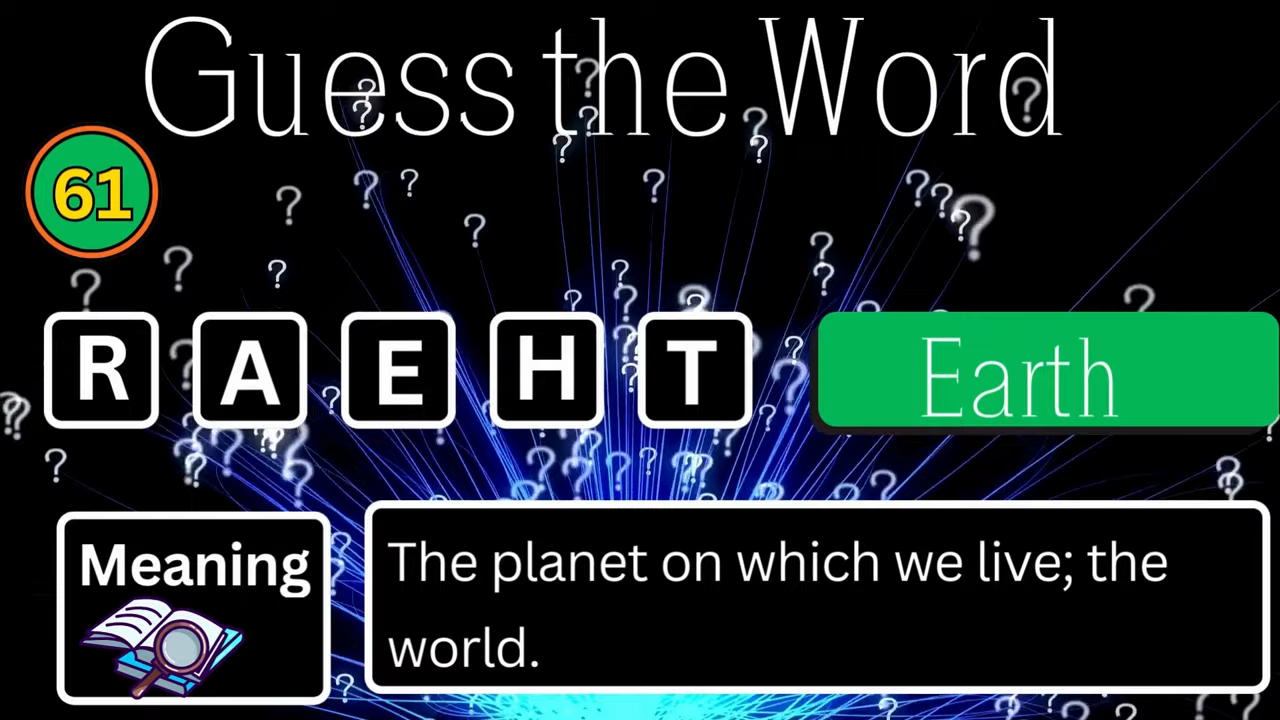 Guess the Word
61
R A E H T
Earth
Meaning
The planet on which we live; the
world.